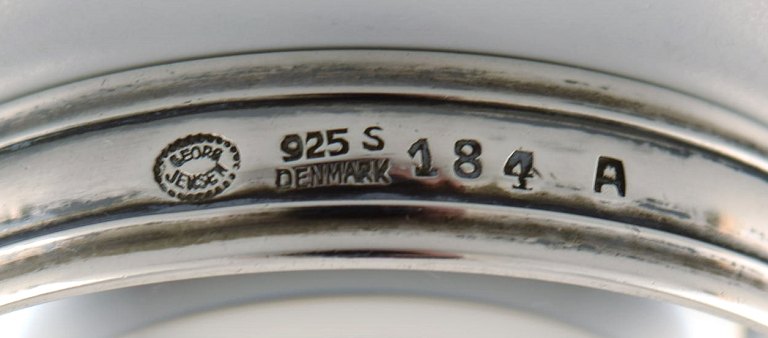 GEORG
JENSEN
925 S
DENMARK
184 A